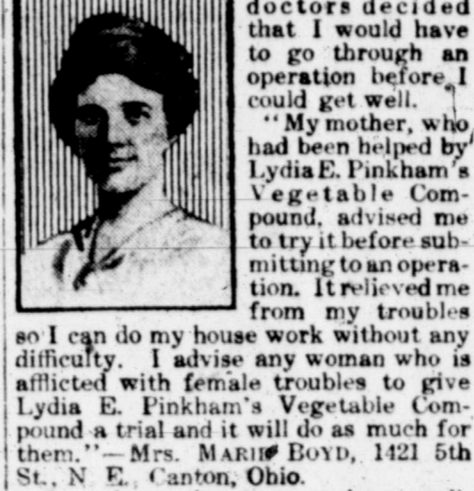 doctors decided
that I would have
to go through an
operation before I
could get well.
"My mother, who
had been helped by
Lydia E. Pinkham's
Vegetable Com-
pound, advised me
to try it before sub-
mitting to an opera-
tion. It relieved me
from my troubles
so I can do my house work without any
difficulty. I advise any woman who is
afflicted with female troubles to give
Lydia E. Pinkham's Vegetable Com-
pound a trial and it will do as much for
them."—Mrs. MARIE BOYD, 1421 5th
St., N. E., Canton, Ohio.